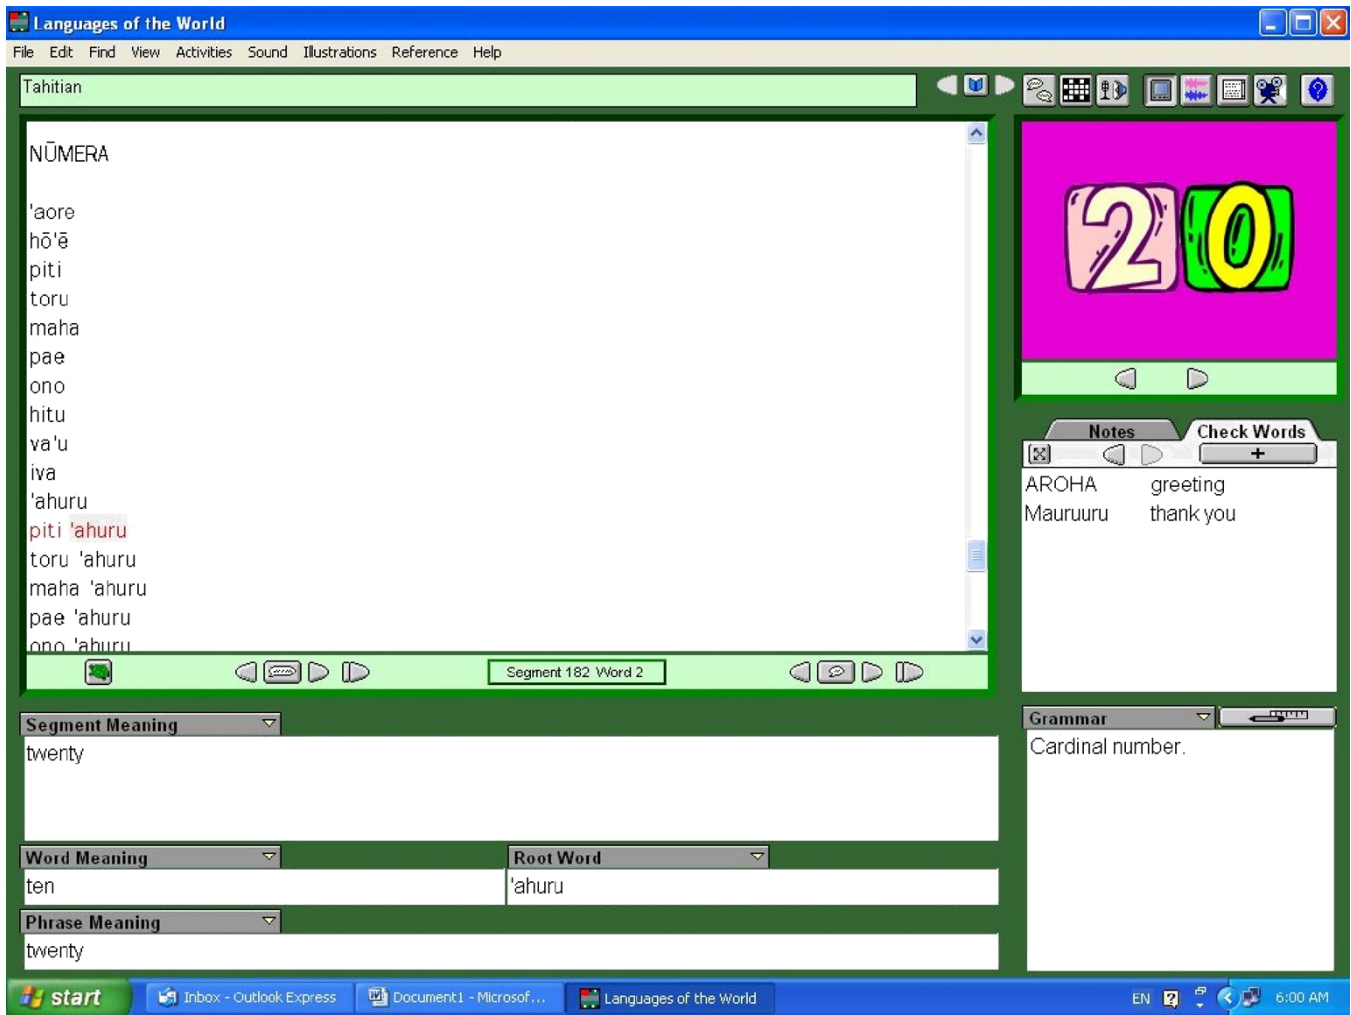 Languages of the World
File Edit Find View Activities Sound Illustrations Reference Help
Tahitian
NŪMERA
'aore
hō'ē
piti
toru
maha
pae
ono
hitu
va'u
iva
'ahuru
piti 'ahuru
toru 'ahuru
maha 'ahuru
pae 'ahuru
ono 'ahuru
Segment 182 Word 2
20
Notes
Check Words
+
AROHA greeting
Mauruuru thank you
Segment Meaning
twenty
Word Meaning
ten
Root Word
'ahuru
Phrase Meaning
twenty
Grammar
Cardinal number.
start
Inbox - Outlook Express
Document1 - Microsof...
Languages of the World
EN
6:00 AM